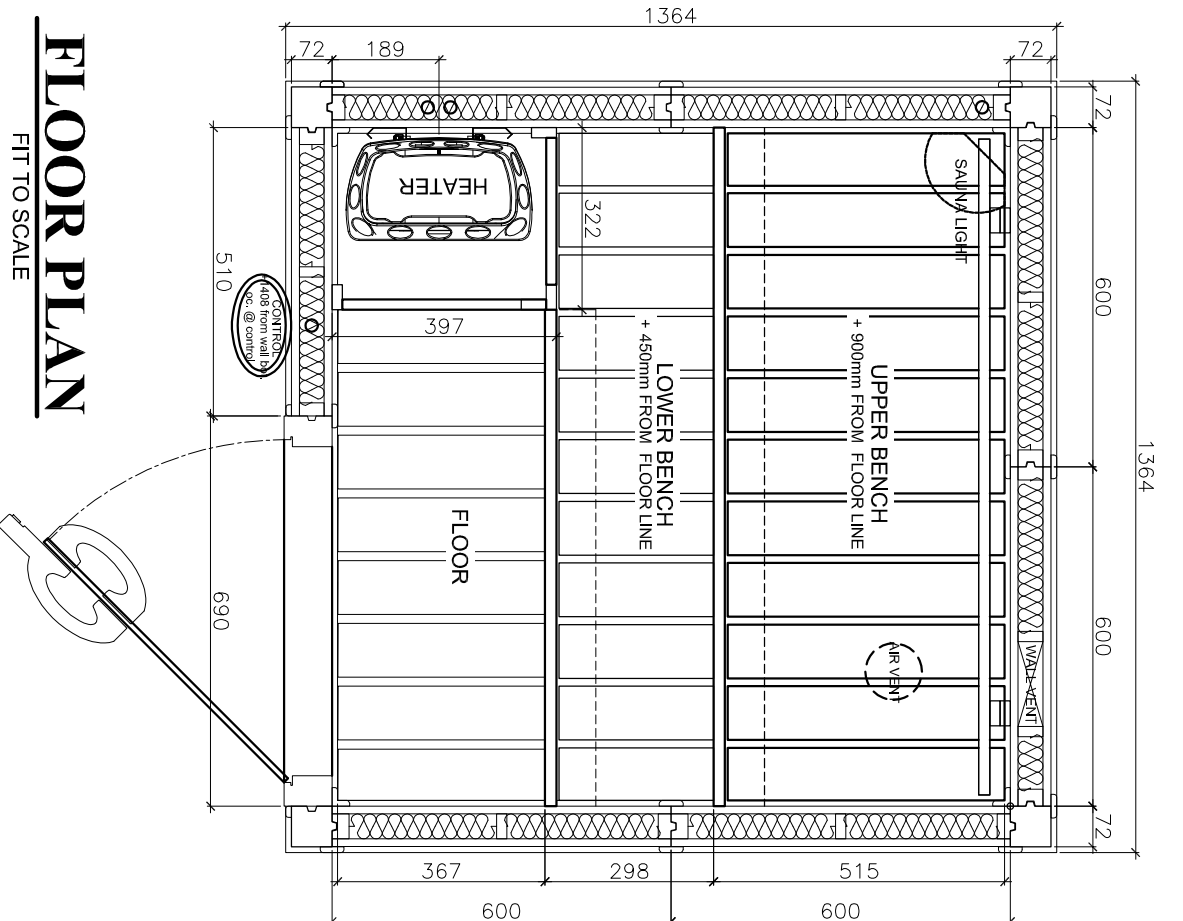 FLOOR PLAN
FIT TO SCALE
1364
72
189
72
72
HEATER
322
SAUNA LIGHT
600
510
CONTROL
1408 from wall
oc. @ control
397
LOWER BENCH
+ 450mm FROM FLOOR LINE
UPPER BENCH
+ 900mm FROM FLOOR LINE
1364
FLOOR
690
AIR VENT
WALL VENT
600
72
367
298
515
600
600